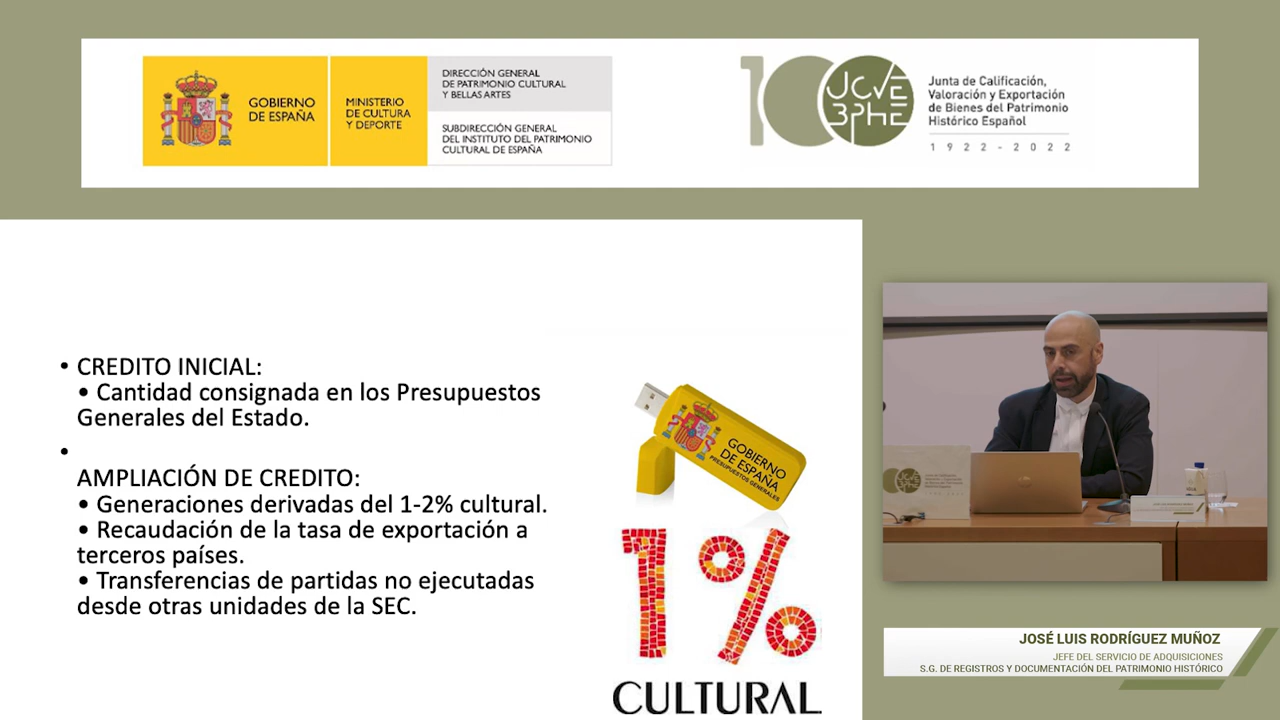 GOBIERNO
DE ESPAÑA
MINISTERIO
DE CULTURA
Y DEPORTE
DIRECCIÓN GENERAL
DE PATRIMONIO CULTURAL
Y BELLAS ARTES
SUBDIRECCIÓN GENERAL
DEL INSTITUTO DEL PATRIMONIO
CULTURAL DE ESPAÑA
100
JCVE
BPHE
Junta de Calificación,
Valoración y Exportación
de Bienes del Patrimonio
Histórico Español
1922-2022
• CREDITO INICIAL:
• Cantidad consignada en los Presupuestos
Generales del Estado.
•
AMPLIACIÓN DE CREDITO:
• Generaciones derivadas del 1-2% cultural.
• Recaudación de la tasa de exportación a
terceros países.
• Transferencias de partidas no ejecutadas
desde otras unidades de la SEC.
GOBIERNO
DE ESPAÑA
PRESUPUESTOS GENERALES
1%
CULTURAL
JOSÉ LUIS RODRÍGUEZ MUÑOZ
JEFE DEL SERVICIO DE ADQUISICIONES
S.G. DE REGISTROS Y DOCUMENTACIÓN DEL PATRIMONIO HISTÓRICO